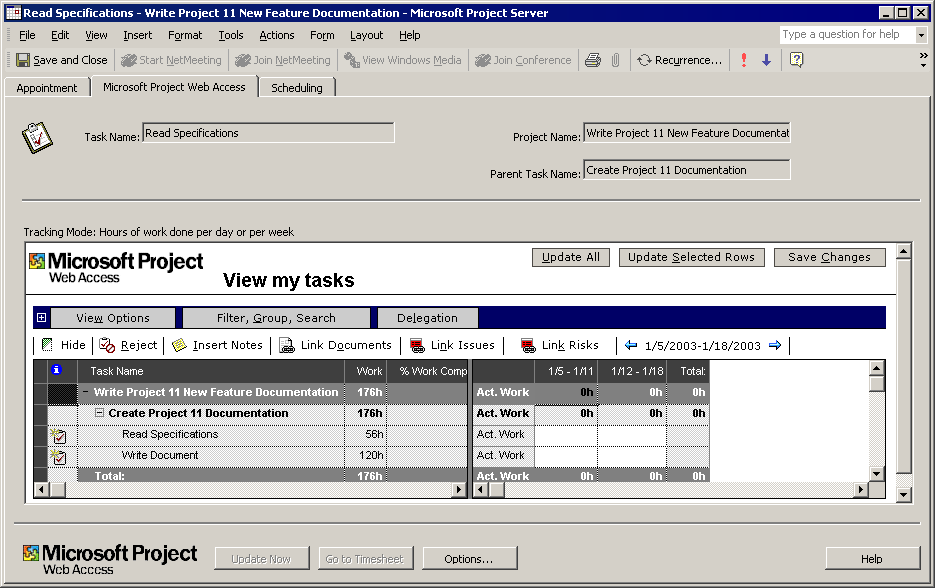 Read Specifications - Write Project 11 New Feature Documentation - Microsoft Project Server
File Edit View Insert Format Tools Actions Form Layout Help Type a question for help
Save and Close Start NetMeeting Join NetMeeting View Windows Media Join Conference Recurrence...
Appointment Microsoft Project Web Access Scheduling
Task Name: Read Specifications Project Name: Write Project 11 New Feature Documentat
Parent Task Name: Create Project 11 Documentation
Tracking Mode: Hours of work done per day or per week
Microsoft Project
Web Access
View my tasks
Update All Update Selected Rows Save Changes
View Options Filter, Group, Search Delegation
Hide Reject Insert Notes Link Documents Link Issues Link Risks 1/5/2003-1/18/2003
Task Name Work % Work Comp 1/5 - 1/11 1/12 - 1/18 Total:
Write Project 11 New Feature Documentation 176h Act. Work 0h 0h 0h
Create Project 11 Documentation 176h Act. Work 0h 0h 0h
Read Specifications 56h Act. Work
Write Document 120h Act. Work
Total: 176h Act. Work 0h 0h 0h
Microsoft Project
Web Access
Update Now Go to Timesheet Options... Help